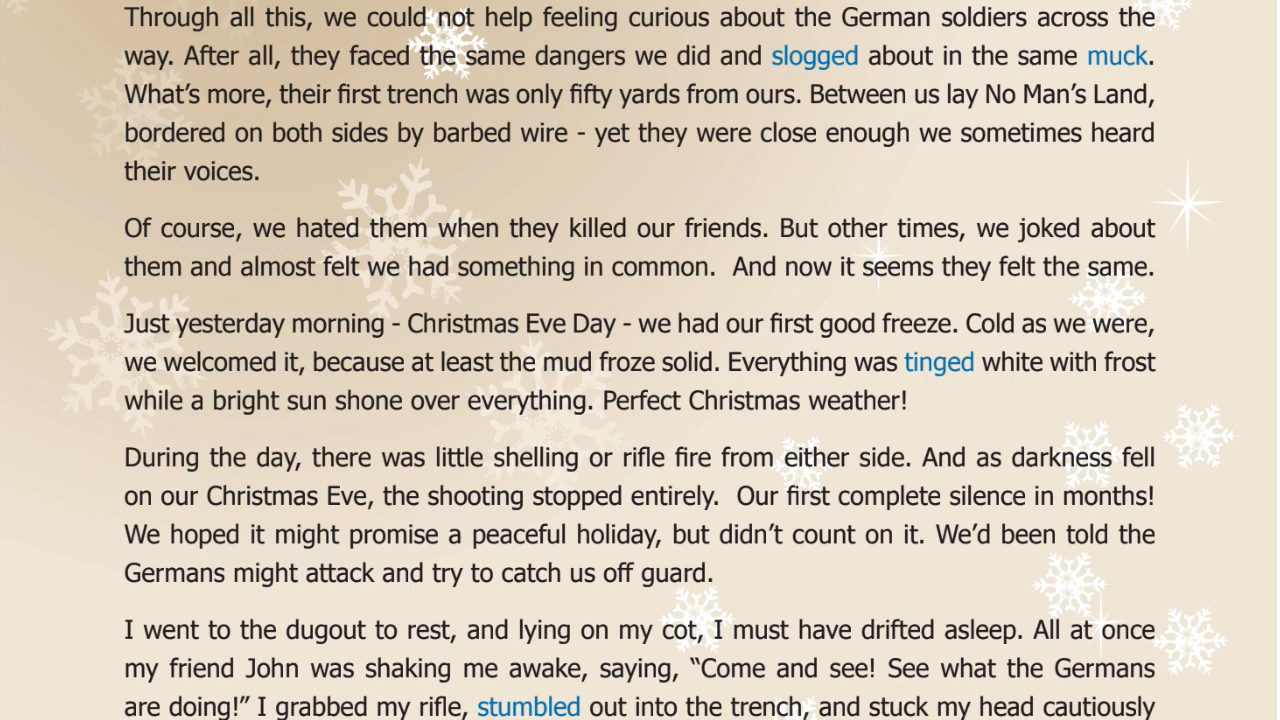 Through all this, we could not help feeling curious about the German soldiers across the
way. After all, they faced the same dangers we did and slogged about in the same muck.
What’s more, their first trench was only fifty yards from ours. Between us lay No Man’s Land,
bordered on both sides by barbed wire - yet they were close enough we sometimes heard
their voices.
Of course, we hated them when they killed our friends. But other times, we joked about
them and almost felt we had something in common.  And now it seems they felt the same.
Just yesterday morning - Christmas Eve Day - we had our first good freeze. Cold as we were,
we welcomed it, because at least the mud froze solid. Everything was tinged white with frost
while a bright sun shone over everything. Perfect Christmas weather!
During the day, there was little shelling or rifle fire from either side. And as darkness fell
on our Christmas Eve, the shooting stopped entirely.  Our first complete silence in months!
We hoped it might promise a peaceful holiday, but didn’t count on it. We’d been told the
Germans might attack and try to catch us off guard.
I went to the dugout to rest, and lying on my cot, I must have drifted asleep. All at once
my friend John was shaking me awake, saying, “Come and see! See what the Germans
are doing!” I grabbed my rifle, stumbled out into the trench, and stuck my head cautiously